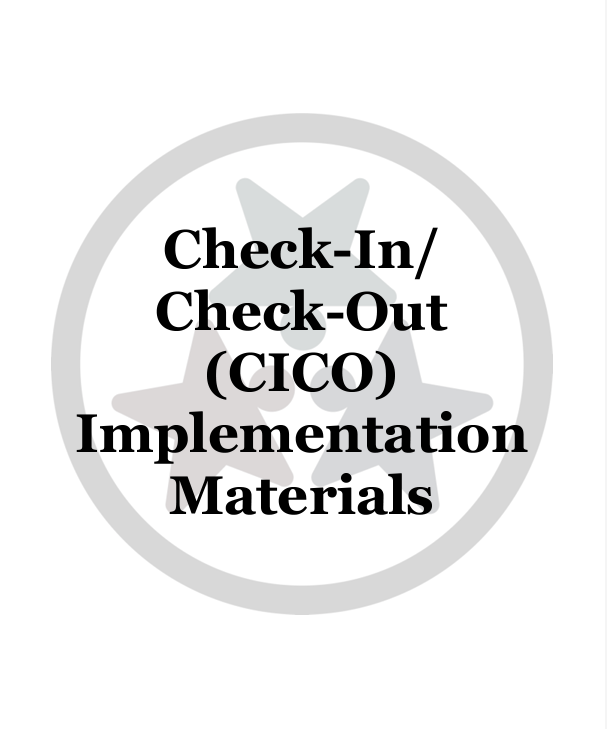 Check-In/
Check-Out
(CICO)
Implementation
Materials